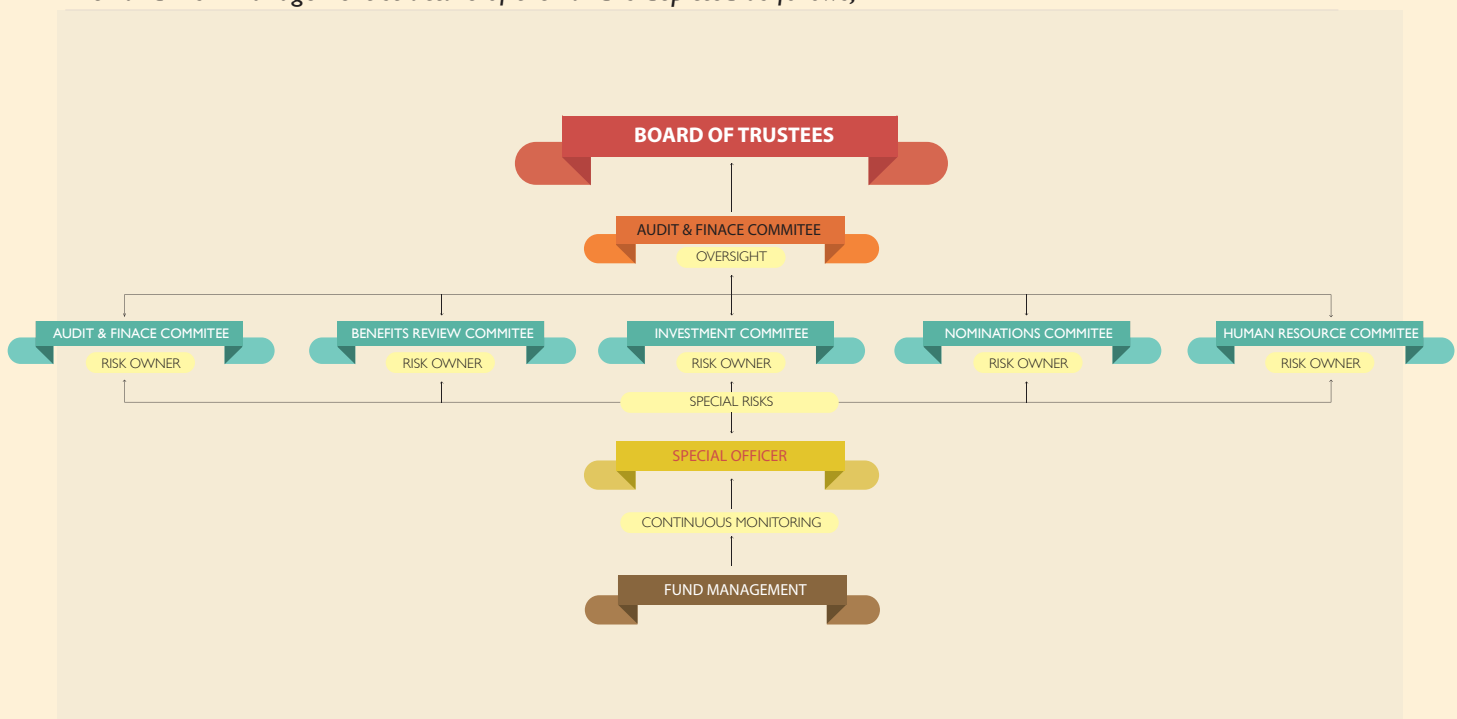 BOARD OF TRUSTEES
AUDIT & FINACE COMMITEE
OVERSIGHT
AUDIT & FINACE COMMITEE
BENEFITS REVIEW COMMITEE
INVESTMENT COMMITEE
NOMINATIONS COMMITEE
HUMAN RESOURCE COMMITEE
RISK OWNER
RISK OWNER
RISK OWNER
RISK OWNER
RISK OWNER
SPECIAL RISKS
SPECIAL OFFICER
CONTINUOUS MONITORING
FUND MANAGEMENT